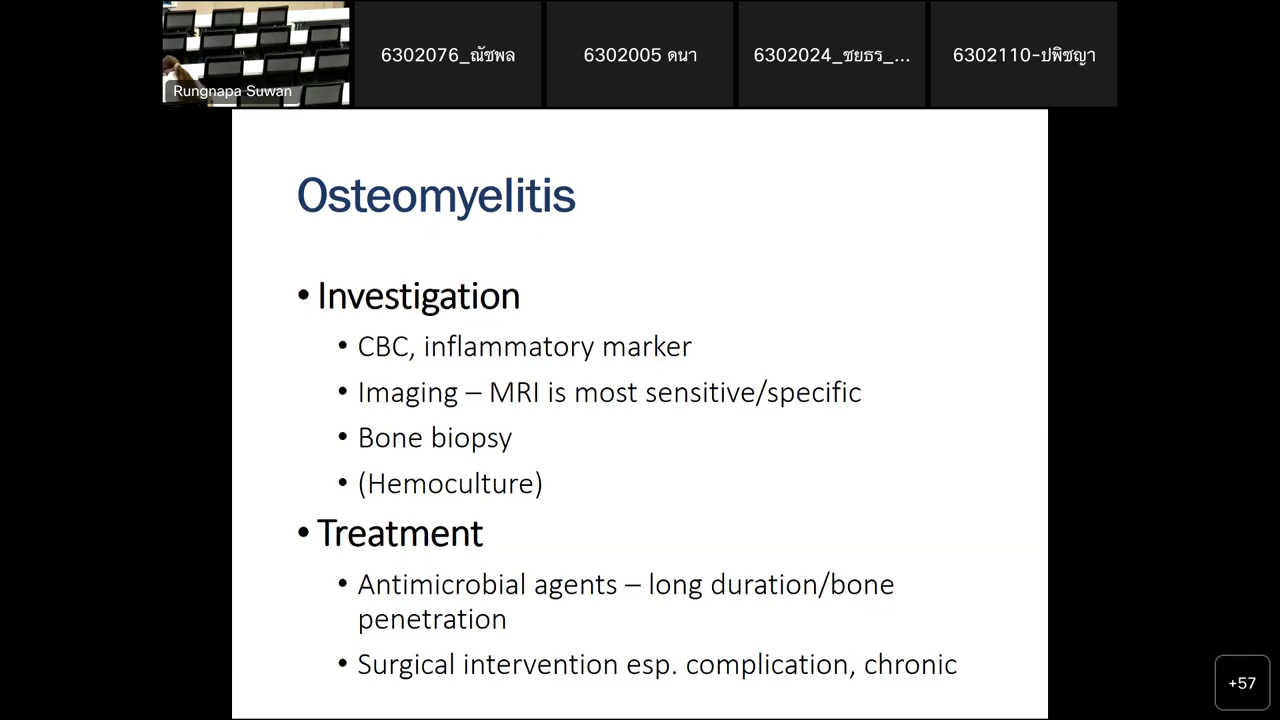 Rungnapa Suwan
6302076_ณัชพล
6302005 ดนา
6302024_ชยธร_...
6302110-ปพิชญา
Osteomyelitis
• Investigation
• CBC, inflammatory marker
• Imaging – MRI is most sensitive/specific
• Bone biopsy
• (Hemoculture)
• Treatment
• Antimicrobial agents – long duration/bone
penetration
• Surgical intervention esp. complication, chronic
+57